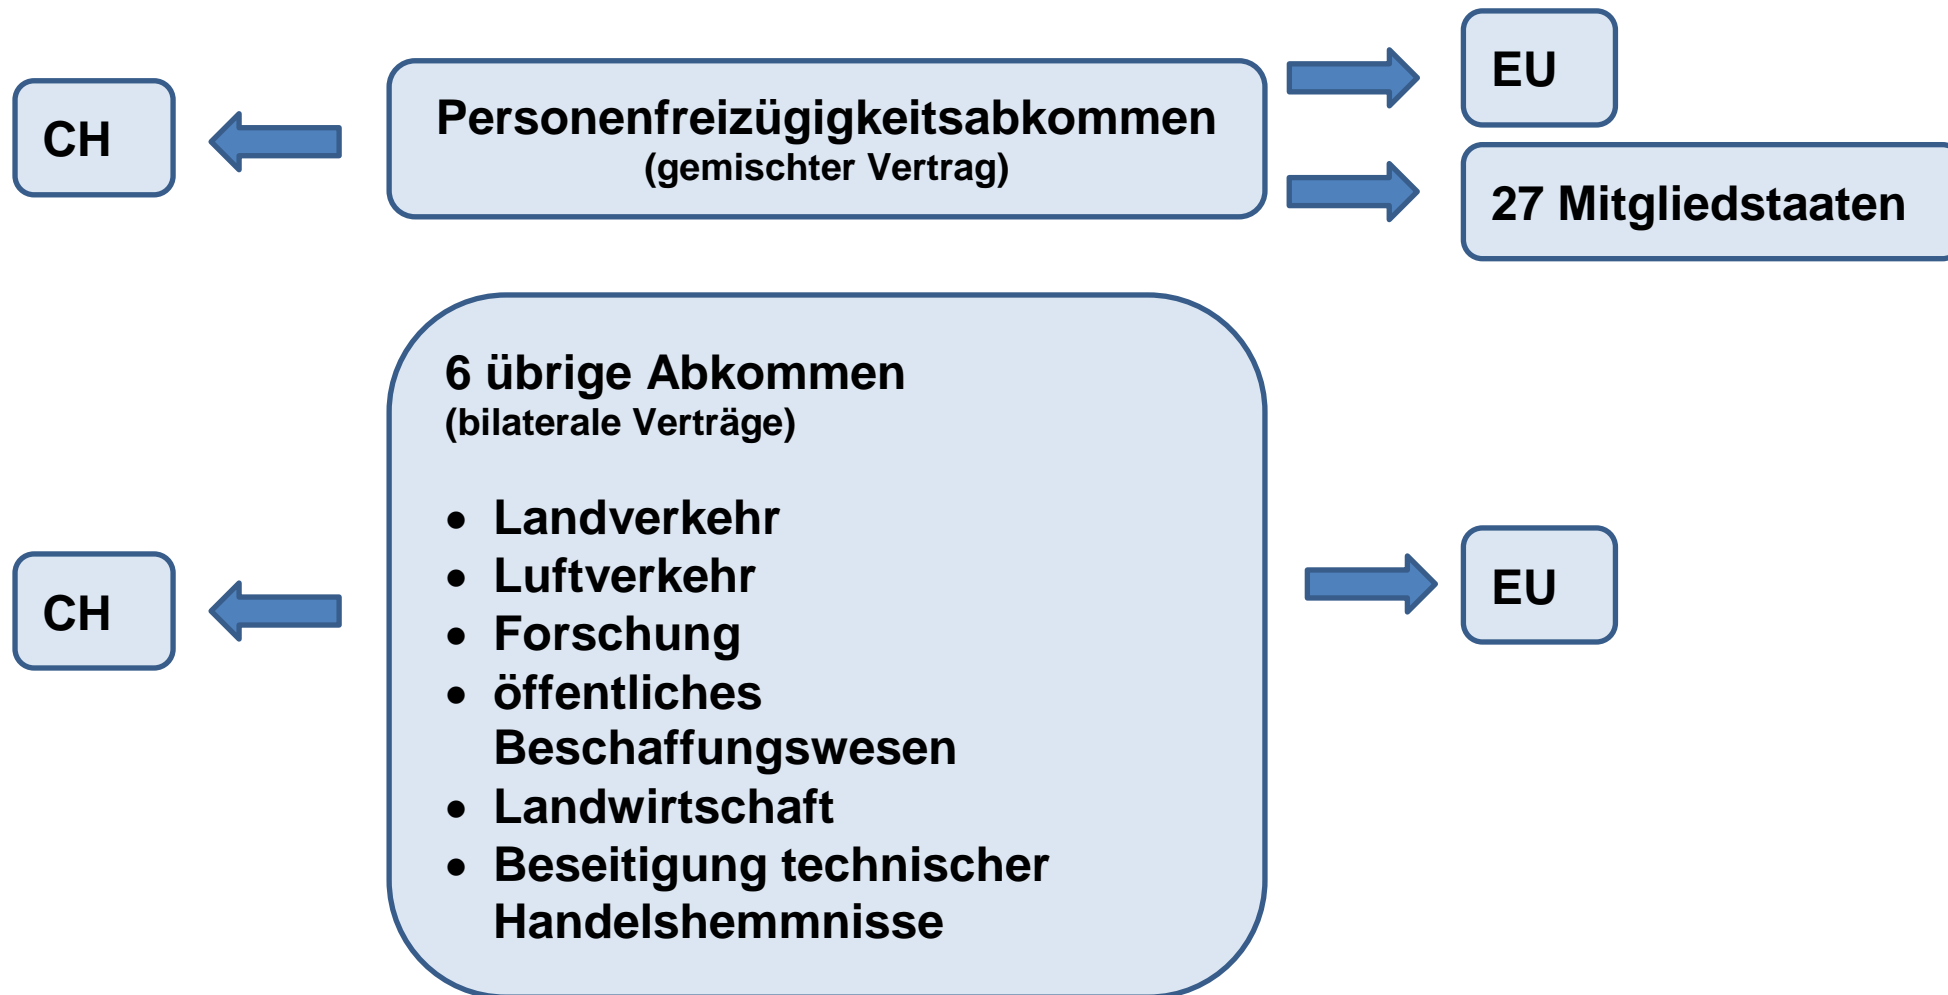 CH
Personenfreizügigkeitsabkommen
(gemischter Vertrag)
EU
27 Mitgliedstaaten
6 übrige Abkommen
(bilaterale Verträge)
• Landverkehr
• Luftverkehr
• Forschung
• öffentliches
Beschaffungswesen
• Landwirtschaft
• Beseitigung technischer
Handelshemmnisse
CH
EU